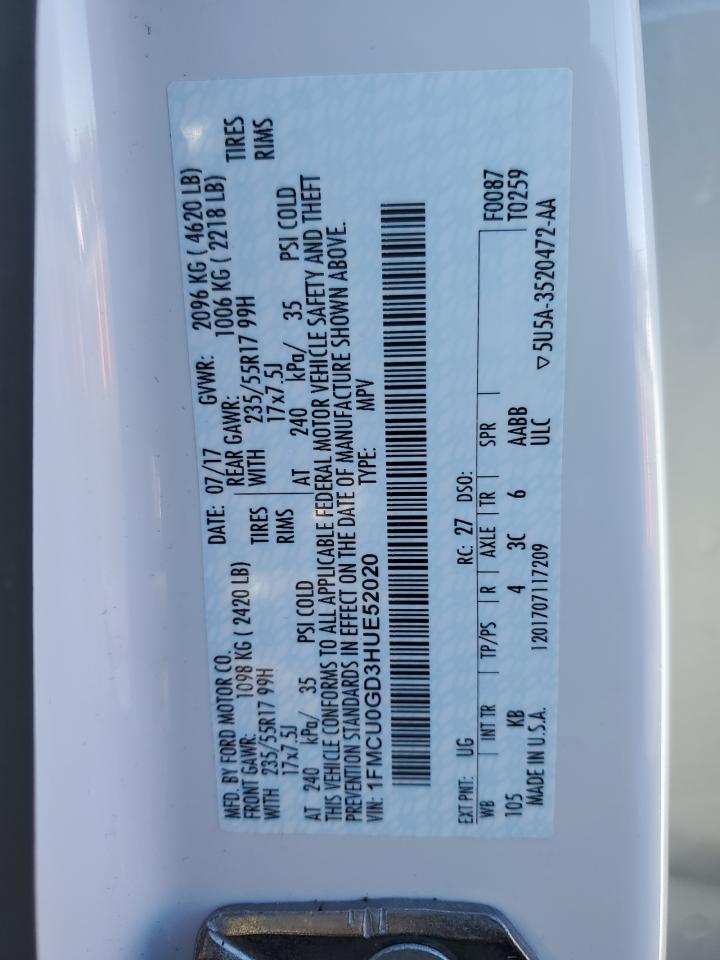 MFD. BY FORD MOTOR CO. DATE: 07/17 GVWR: 2096 KG ( 4620 LB)
FRONT GAWR: 1098 KG ( 2420 LB) REAR GAWR: 1006 KG ( 2218 LB)
WITH 235/55R17 99H TIRES WITH 235/55R17 99H TIRES
17x7.5J RIMS 17x7.5J RIMS
AT 240 kPa/ 35 PSI COLD AT 240 kPa/ 35 PSI COLD
THIS VEHICLE CONFORMS TO ALL APPLICABLE FEDERAL MOTOR VEHICLE SAFETY AND THEFT
PREVENTION STANDARDS IN EFFECT ON THE DATE OF MANUFACTURE SHOWN ABOVE.
VIN: 1FMCU0GD3HUE52020 TYPE: MPV
EXT PNT: UG RC: 27 DSO: F0087
WB INT TR TP/PS R AXLE TR SPR T0259
105 KB 4 3C 6 AABB
MADE IN U.S.A. 1201707117209 ULC ▽5U5A-3520472-AA